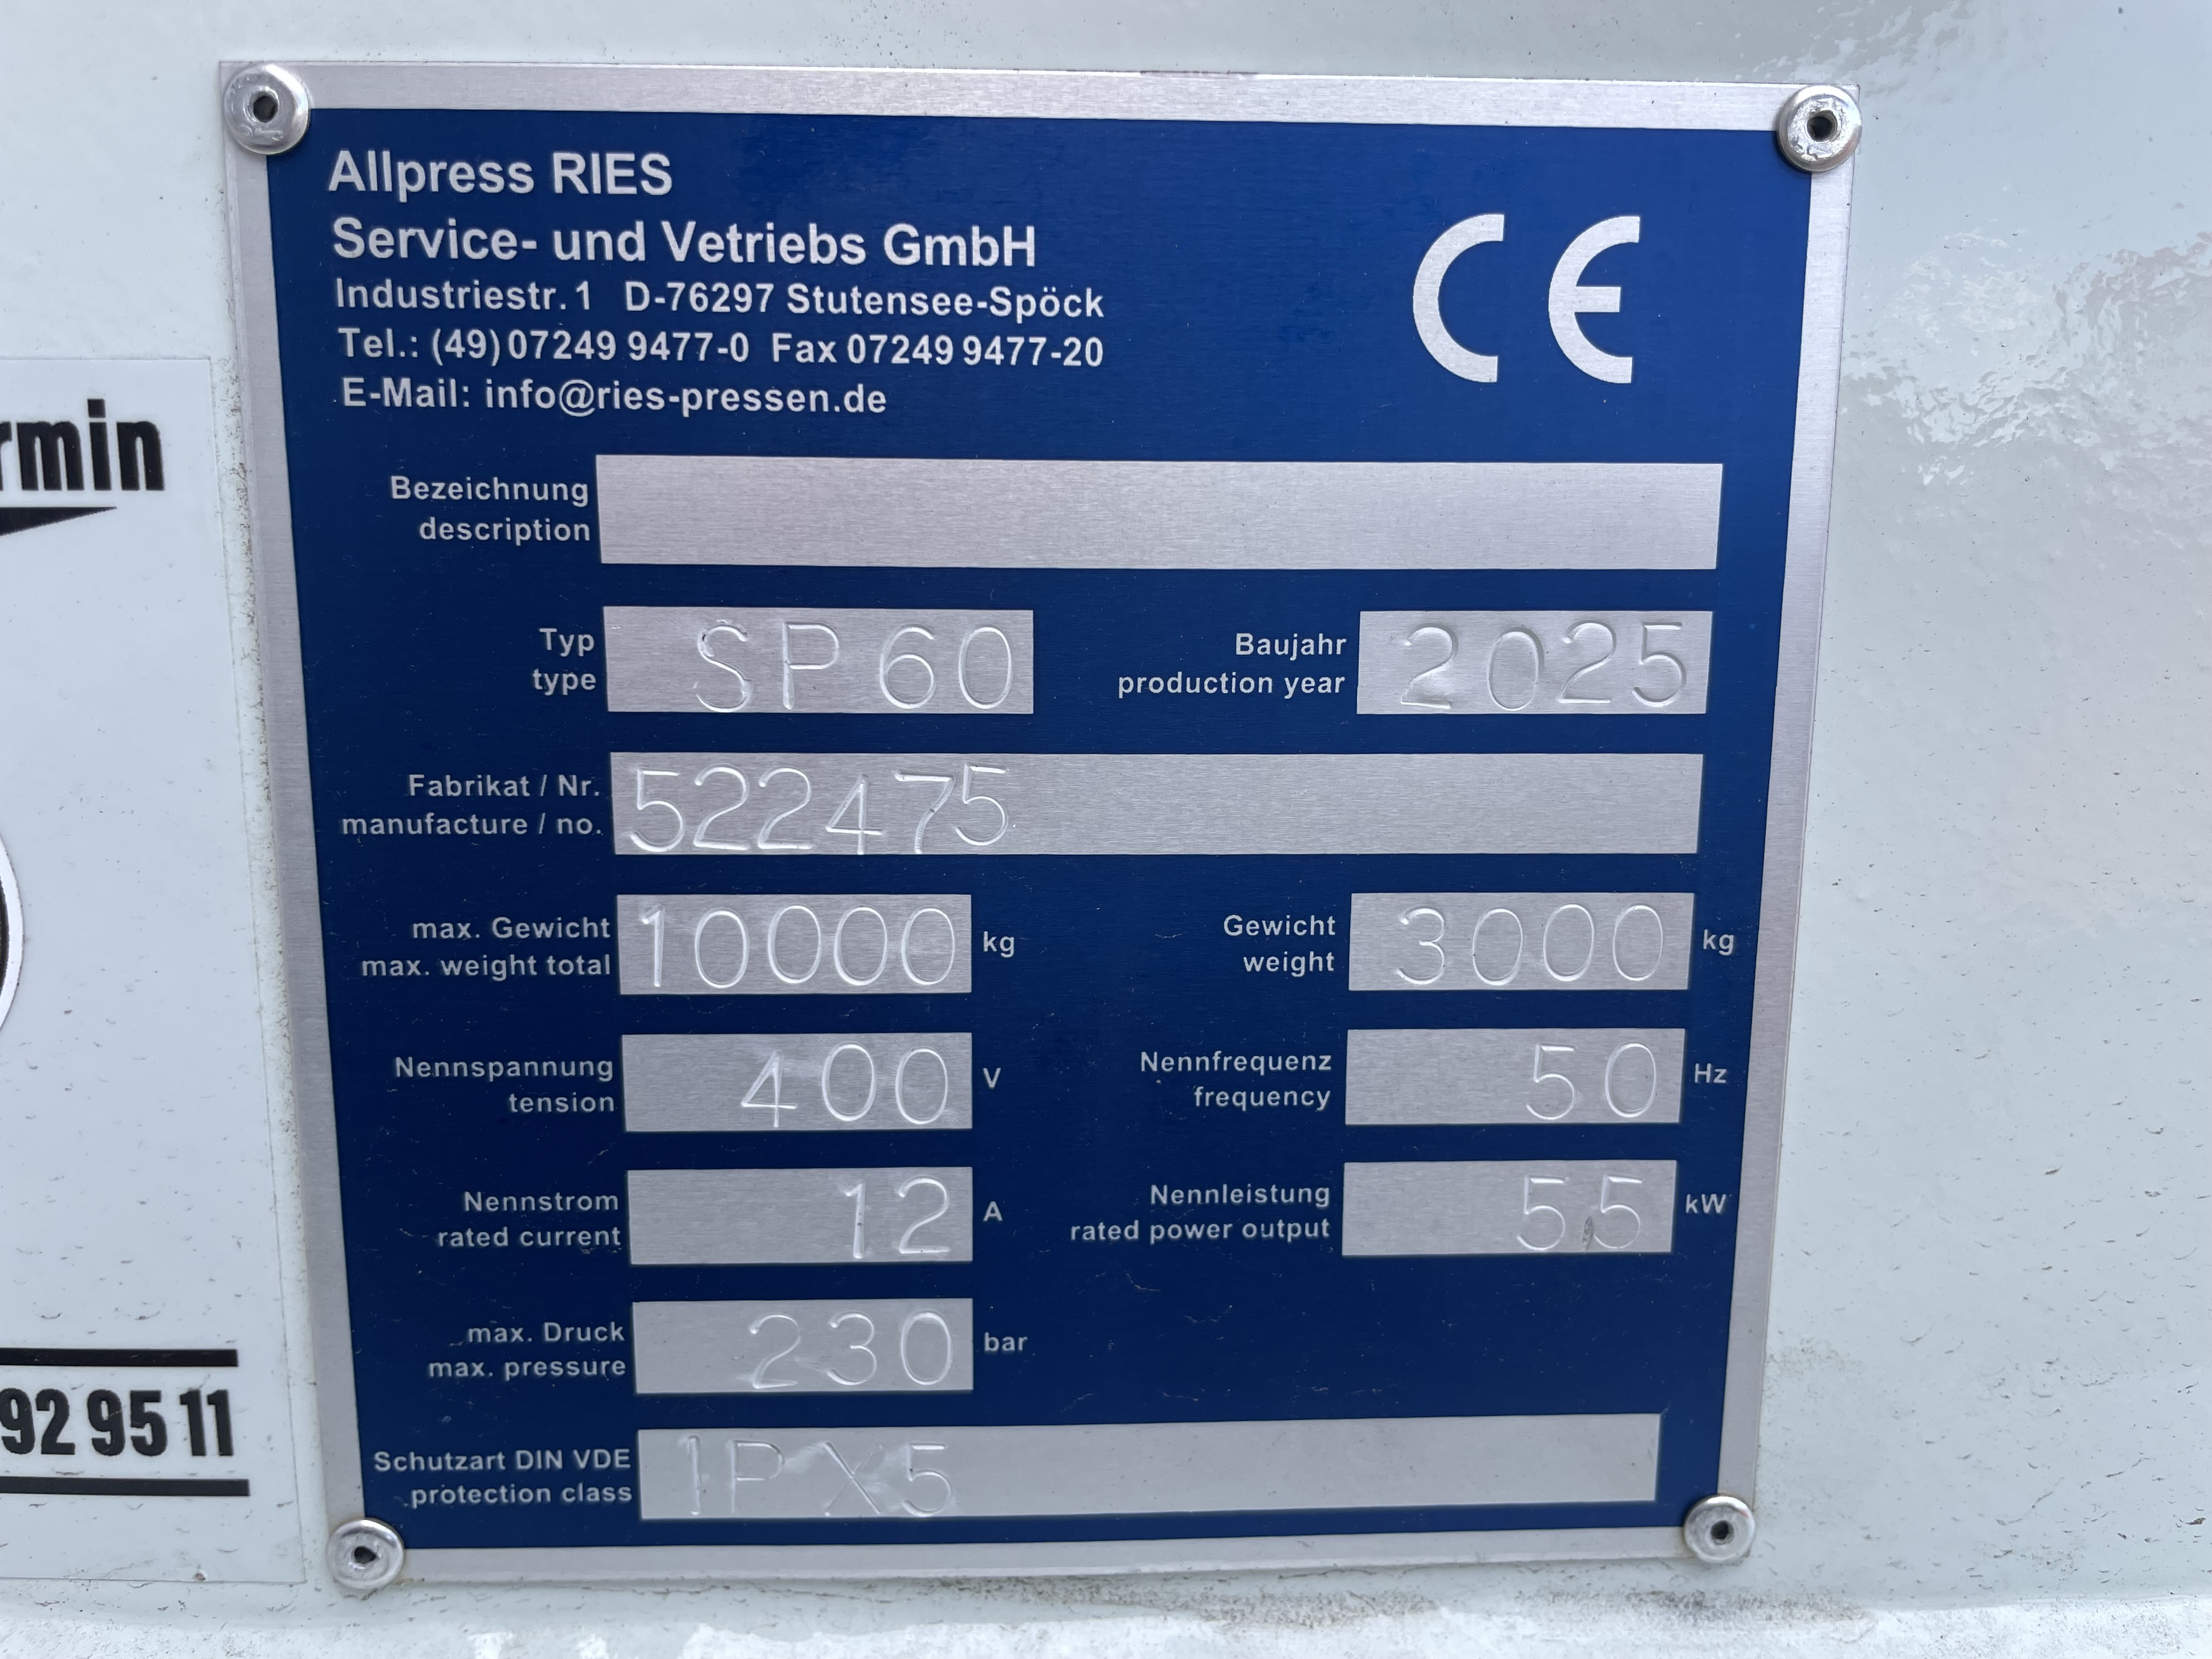 Allpress RIES
Service- und Vetriebs GmbH
Industriestr. 1 D-76297 Stutensee-Spöck
Tel.: (49) 07249 9477-0 Fax 07249 9477-20
E-Mail: info@ries-pressen.de
CE
Bezeichnung
description
Typ
type
SP 60
Baujahr
production year
2025
Fabrikat / Nr.
manufacture / no.
522475
max. Gewicht
max. weight total
10000 kg
Gewicht
weight
3000 kg
Nennspannung
tension
400 V
Nennfrequenz
frequency
50 Hz
Nennstrom
rated current
12 A
Nennleistung
rated power output
5,5 kW
max. Druck
max. pressure
230 bar
Schutzart DIN VDE
protection class
IPX5
rmin
92 95 11